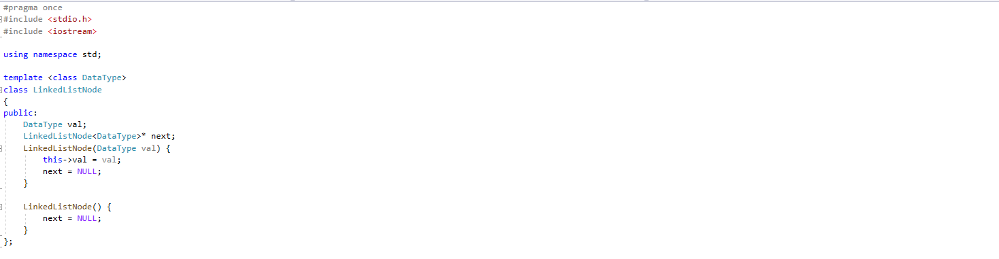 #pragma once
#include <stdio.h>
#include <iostream>
using namespace std;
template <class DataType>
class LinkedListNode
{
public:
DataType val;
LinkedListNode<DataType>* next;
LinkedListNode(DataType val) {
this->val = val;
next = NULL;
}
LinkedListNode() {
next = NULL;
}
};